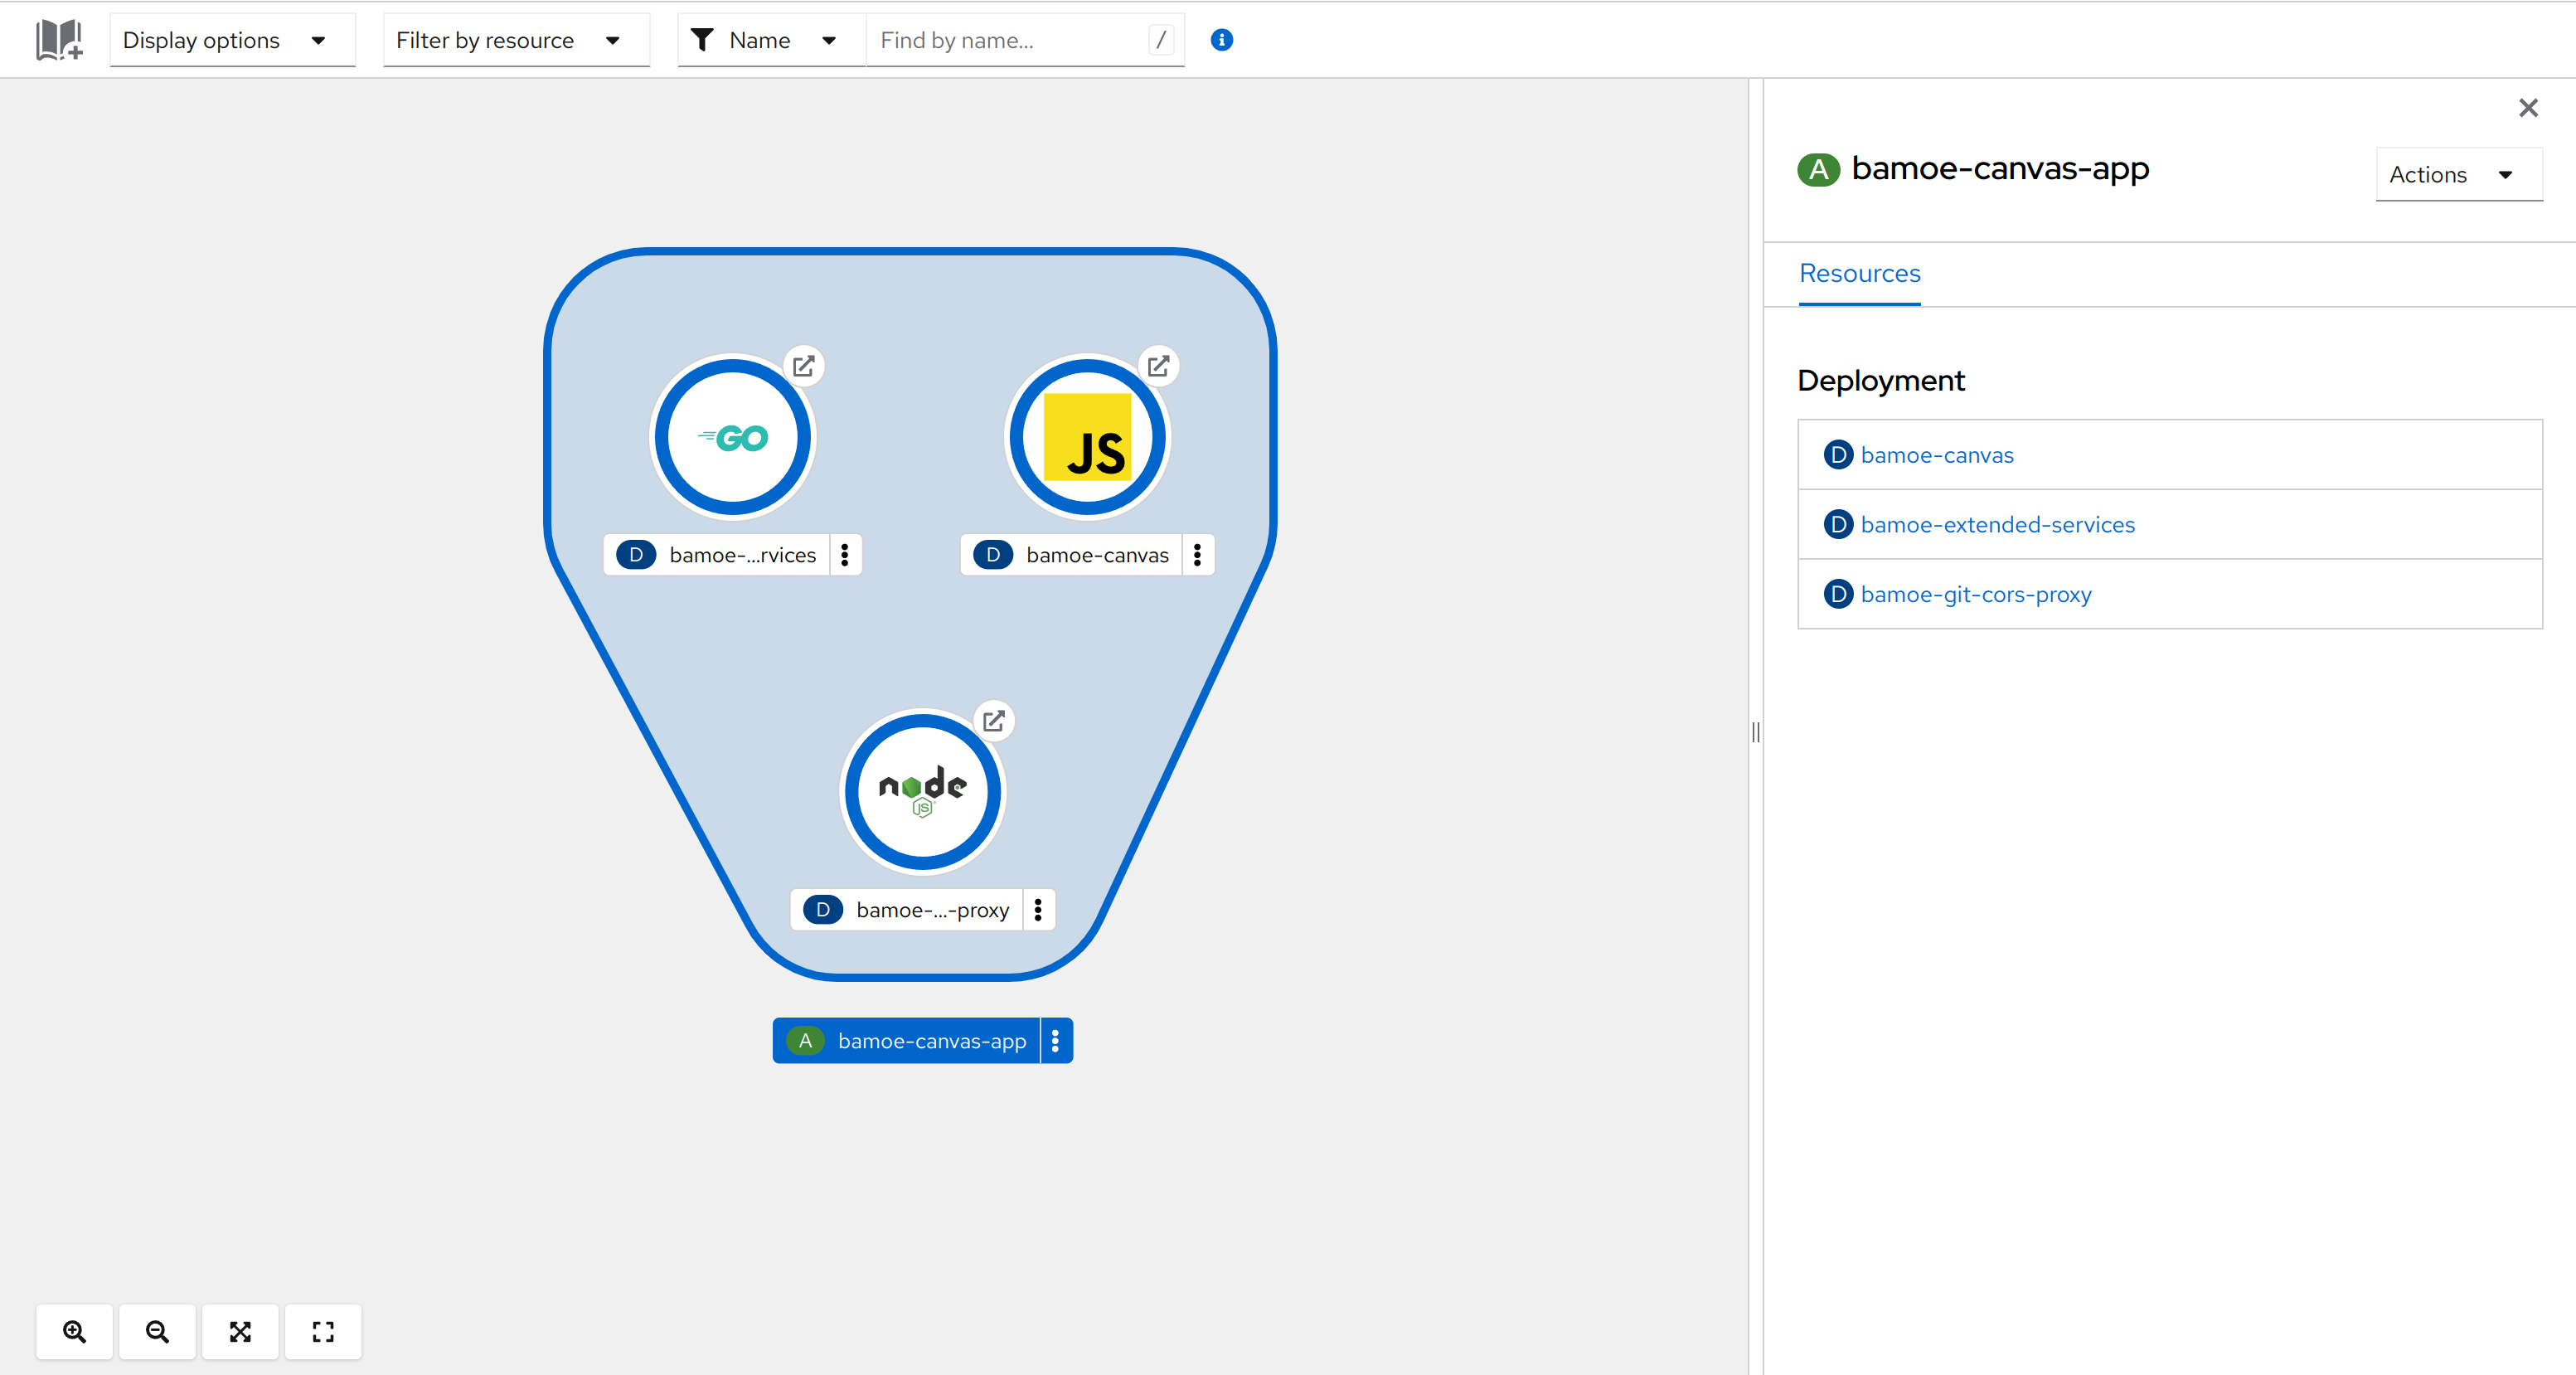 Display options
Filter by resource
Name
Find by name...
/
A bamoe-canvas-app
Actions
Resources
Deployment
D bamoe-canvas
D bamoe-extended-services
D bamoe-git-cors-proxy
GO
JS
D bamoe-...rvices
D bamoe-canvas
node
JS
D bamoe-...-proxy
A bamoe-canvas-app